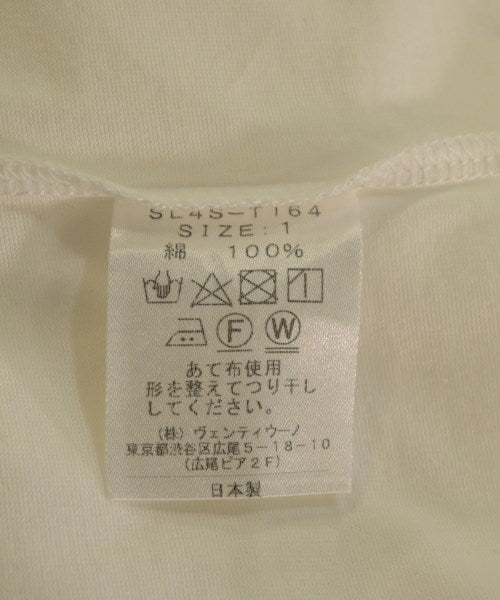 SL4S-T164
SIZE: 1
綿 100%
F W
あて布使用
形を整えてつり干し
してください。
(株) ヴェンティウーノ
東京都渋谷区広尾5-18-10
(広尾ピア2F)
日本製